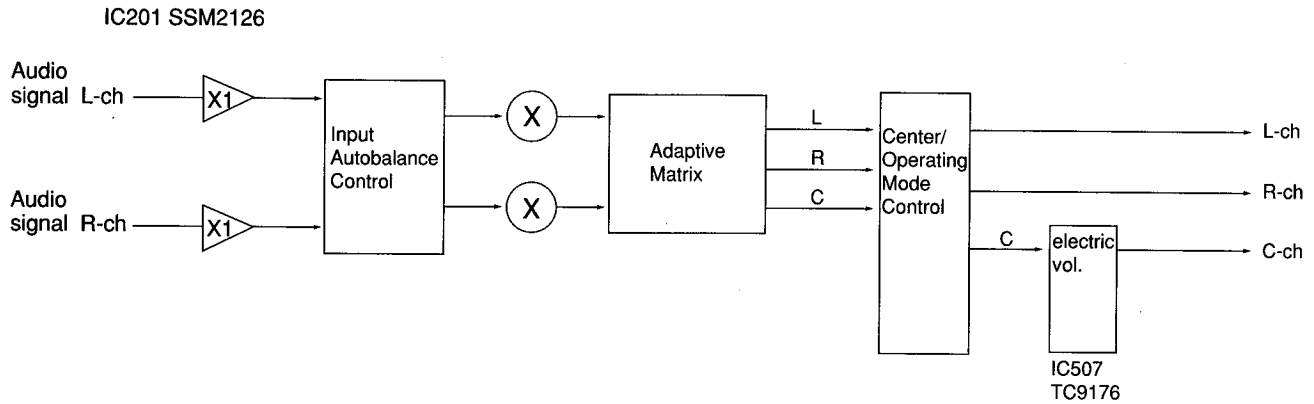 IC201 SSM2126
Audio
signal L-ch
X1
Input
Autobalance
Control
X
Adaptive
Matrix
L
R
C
Center/
Operating
Mode
Control
L-ch
R-ch
Audio
signal R-ch
X1
X
C
electric
vol.
C-ch
IC507
TC9176